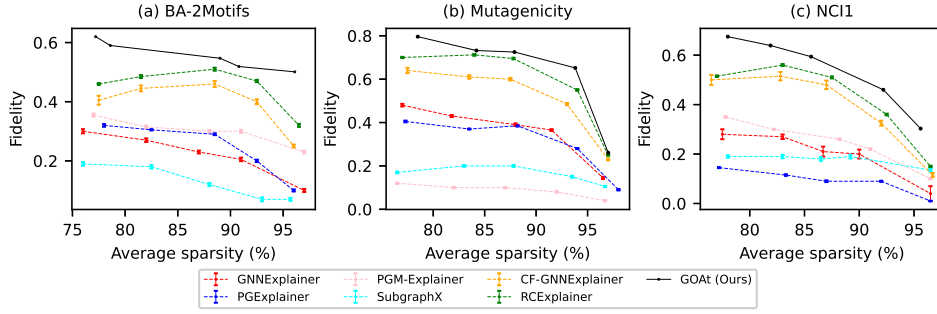 (a) BA-2Motifs
(b) Mutagenicity
(c) NCI1
Fidelity
0.6
0.4
0.2
75
80
85
90
95
Average sparsity (%)
Fidelity
0.8
0.6
0.4
0.2
0.0
80
85
90
95
Average sparsity (%)
Fidelity
0.6
0.4
0.2
0.0
80
85
90
95
Average sparsity (%)
GNNExplainer
PGM-Explainer
CF-GNNExplainer
GOAt (Ours)
PGExplainer
SubgraphX
RCExplainer